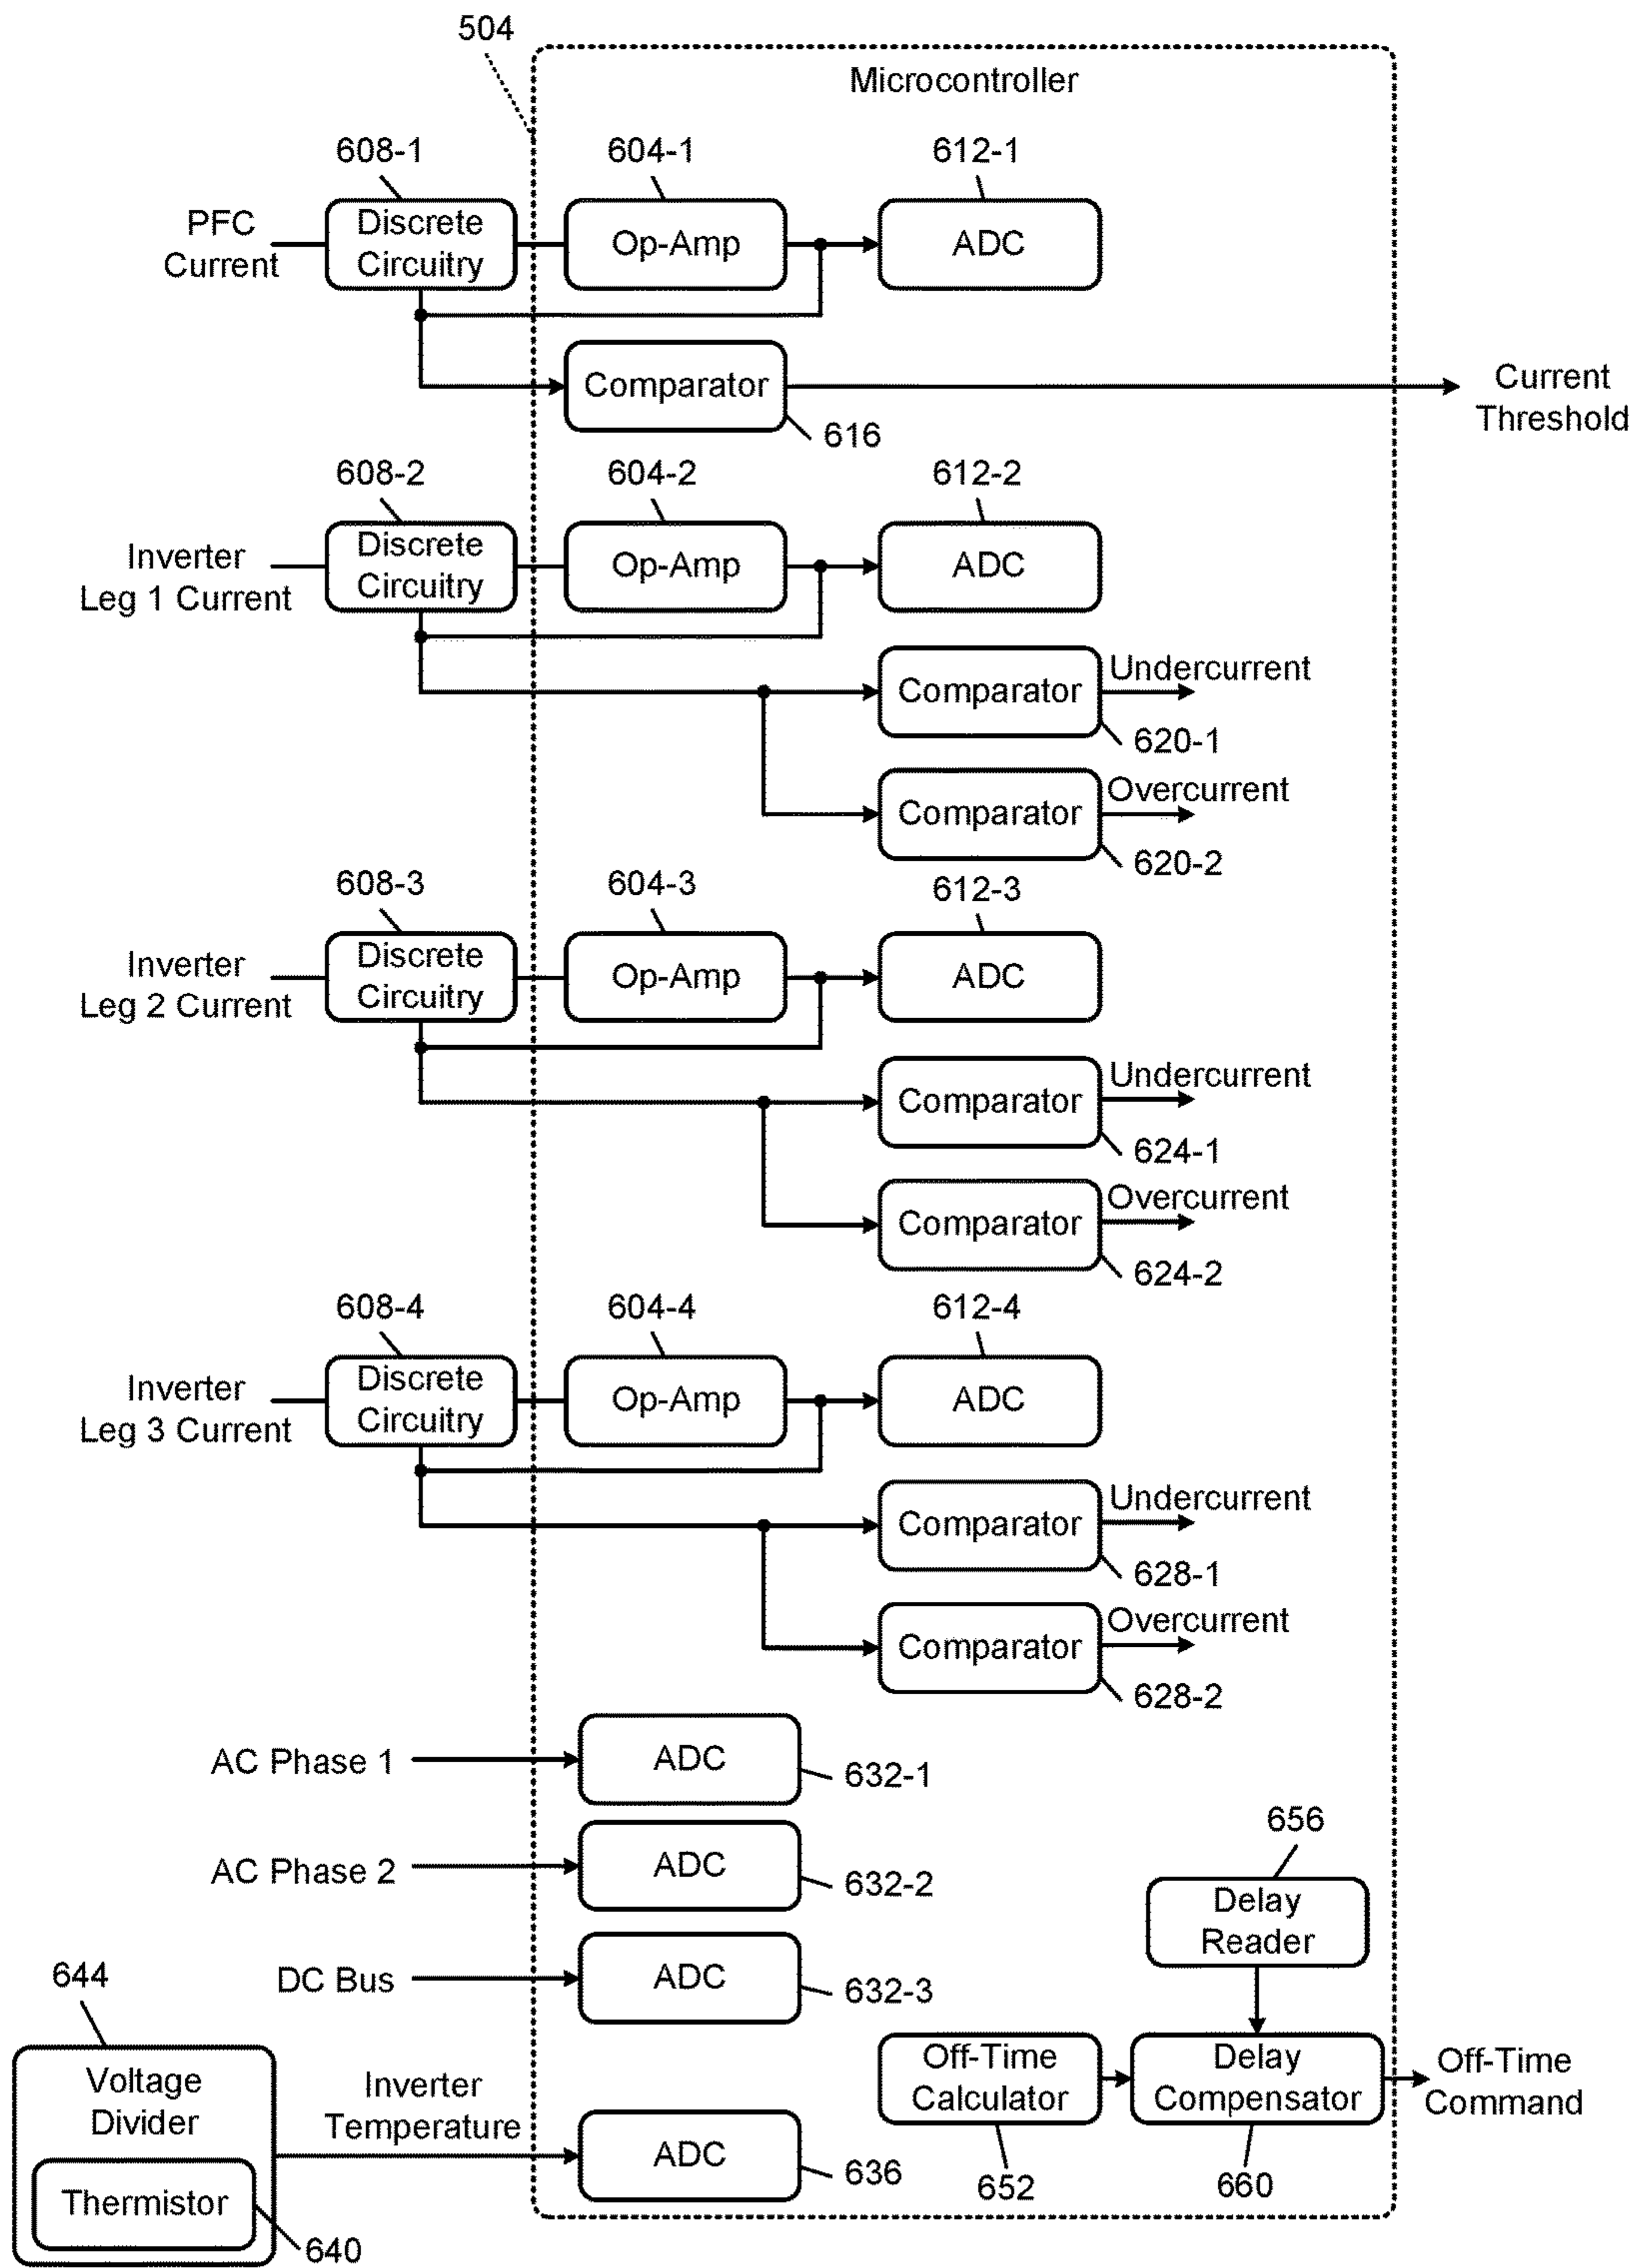 504
Microcontroller
608-1
604-1
612-1
PFC
Current
Discrete
Circuitry
Op-Amp
ADC
Comparator
616
Current
Threshold
608-2
604-2
612-2
Inverter
Leg 1 Current
Discrete
Circuitry
Op-Amp
ADC
Comparator
Undercurrent
620-1
Comparator
Overcurrent
620-2
608-3
604-3
612-3
Inverter
Leg 2 Current
Discrete
Circuitry
Op-Amp
ADC
Comparator
Undercurrent
624-1
Comparator
Overcurrent
624-2
608-4
604-4
612-4
Inverter
Leg 3 Current
Discrete
Circuitry
Op-Amp
ADC
Comparator
Undercurrent
628-1
Comparator
Overcurrent
628-2
AC Phase 1
ADC
632-1
AC Phase 2
ADC
632-2
DC Bus
ADC
632-3
656
Delay
Reader
644
Voltage
Divider
Thermistor
640
Inverter
Temperature
ADC
636
Off-Time
Calculator
652
Delay
Compensator
660
Off-Time
Command